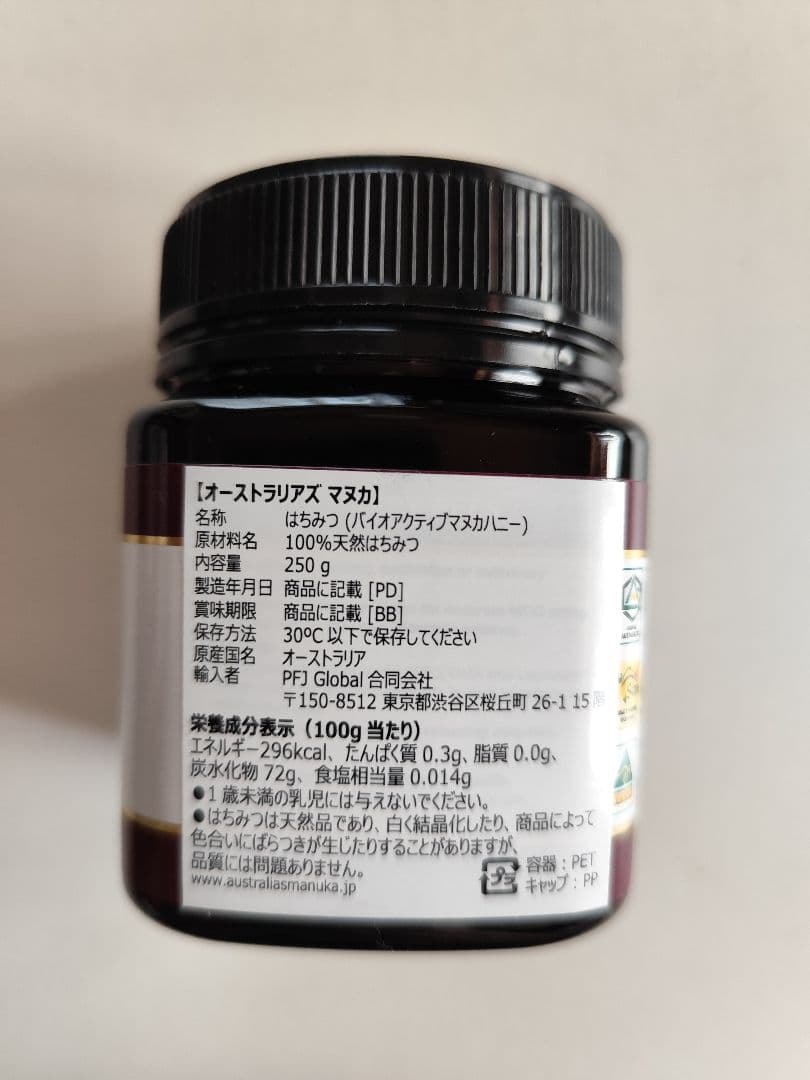 【オーストラリアズ マヌカ】
名称 はちみつ (バイオアクティブマヌカハニー)
原材料名 100%天然はちみつ
内容量 250 g
製造年月日 商品に記載 [PD]
賞味期限 商品に記載 [BB]
保存方法 30℃ 以下で保存してください
原産国名 オーストラリア
輸入者 PFJ Global 合同会社
〒150-8512 東京都渋谷区桜丘町 26-1 15 階
栄養成分表示（100g 当たり）
エネルギー296kcal、たんぱく質 0.3g、脂質 0.0g、
炭水化物 72g、食塩相当量 0.014g
●1 歳未満の乳児には与えないでください。
●はちみつは天然品であり、白く結晶化したり、商品によって
色合いにばらつきが生じたりすることがありますが、
品質には問題ありません。
www.australiasmanuka.jp
プラ
容器：PET
キャップ：PP